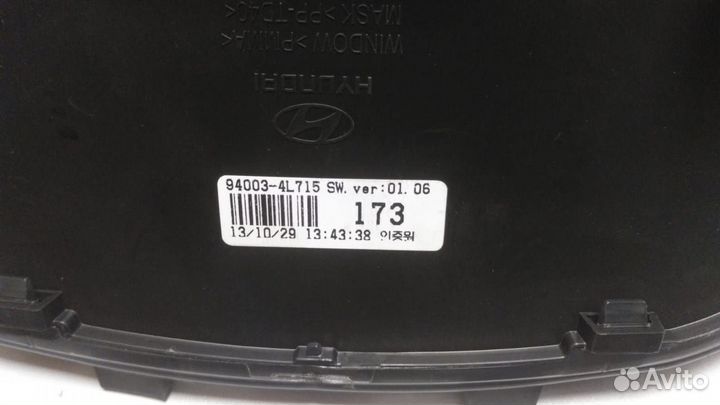 MASK >PP-TD40<
WINDOW >PMMA<
HYUNDAI
94003-4L715 SW. ver:01.06
173
13/10/29 13:43:38
Avito